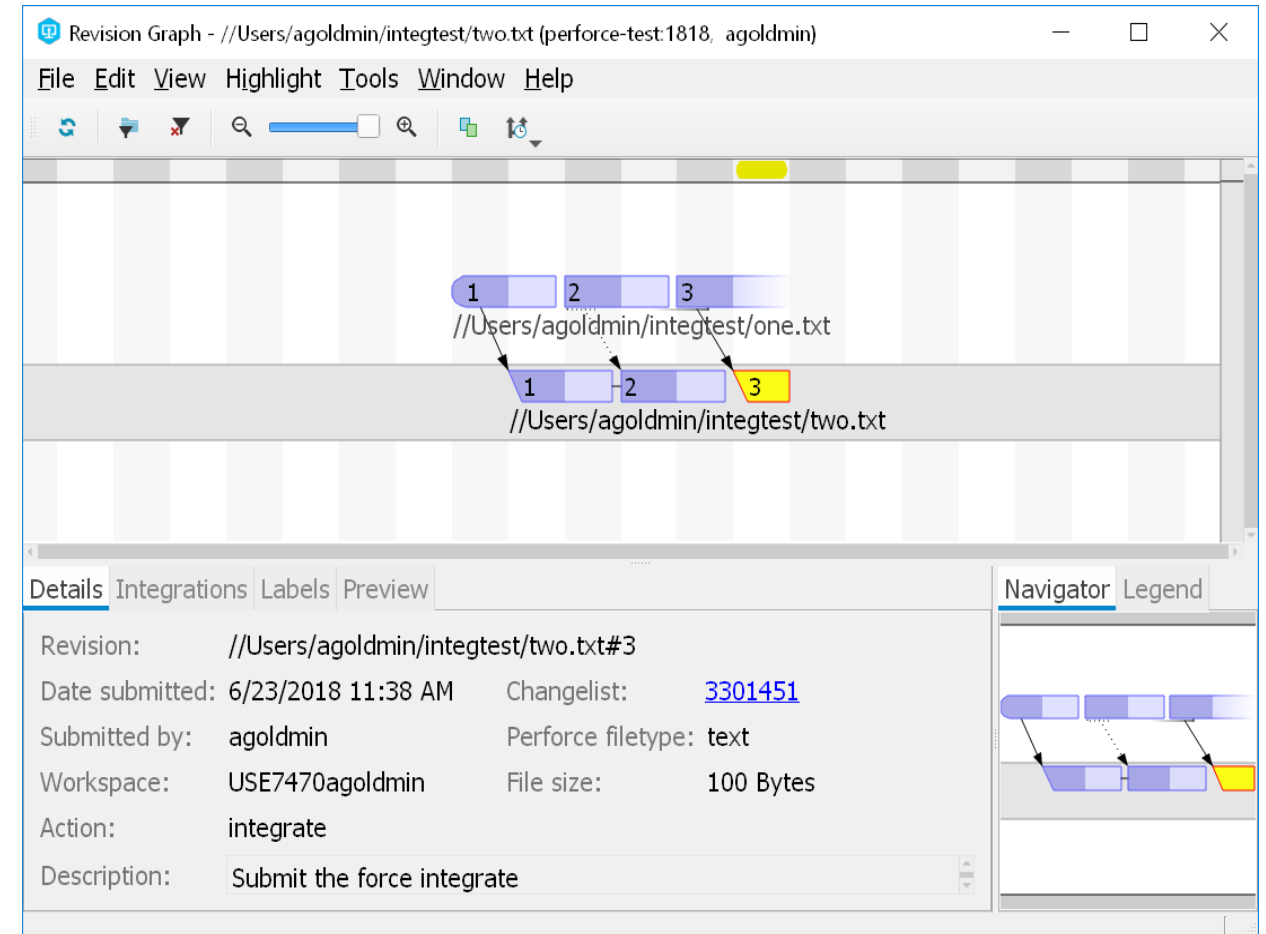 Revision Graph - //Users/agoldmin/integtest/two.txt (perforce-test:1818, agoldmin)
File Edit View Highlight Tools Window Help
1 2 3
//Users/agoldmin/integtest/one.txt
1 2 3
//Users/agoldmin/integtest/two.txt
Details Integrations Labels Preview
Navigator Legend
Revision: //Users/agoldmin/integtest/two.txt#3
Date submitted: 6/23/2018 11:38 AM Changelist: 3301451
Submitted by: agoldmin Perforce filetype: text
Workspace: USE7470agoldmin File size: 100 Bytes
Action: integrate
Description: Submit the force integrate